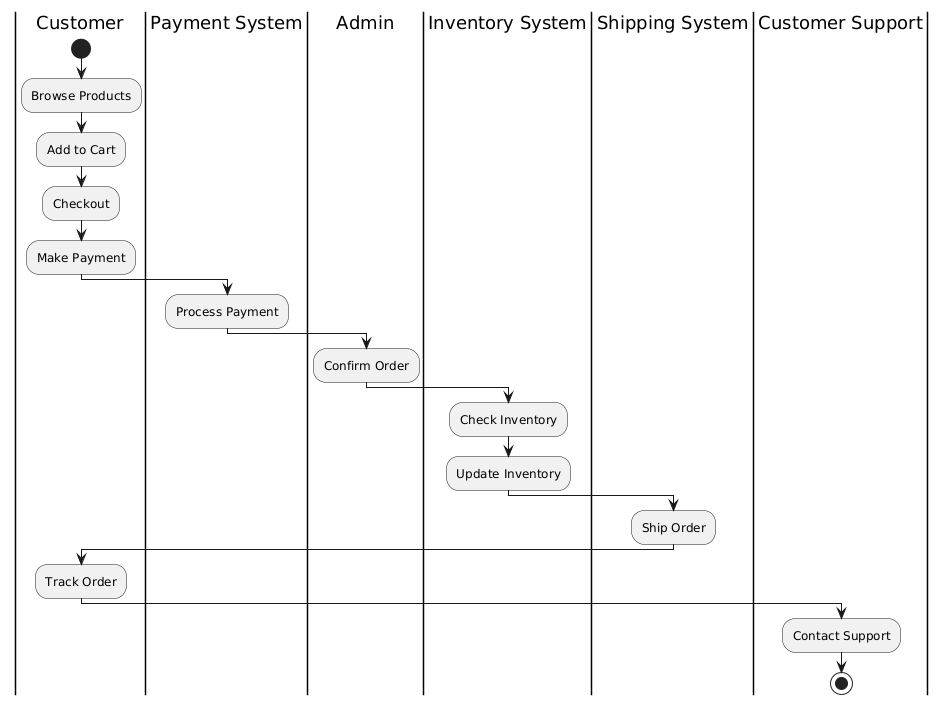 Customer
Payment System
Admin
Inventory System
Shipping System
Customer Support
Browse Products
Add to Cart
Checkout
Make Payment
Process Payment
Confirm Order
Check Inventory
Update Inventory
Ship Order
Track Order
Contact Support